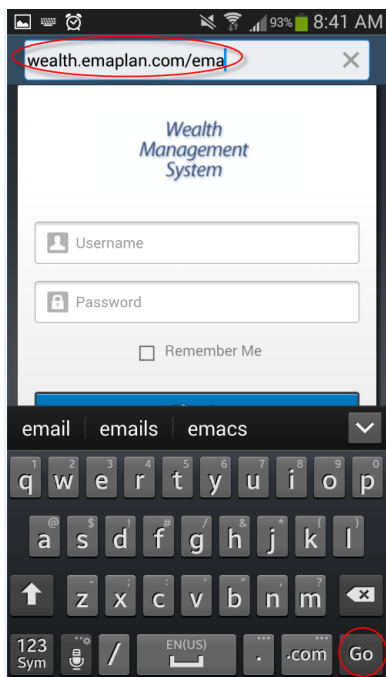 93% 8:41 AM
wealth.emaplan.com/ema
Wealth
Management
System
Username
Password
Remember Me
email emails emacs
1 2 3 4 5 6 7 8 9 0
q w e r t y u i o p
@ $ ! # / & * ( )
a s d f g h j k l
z x c v b n m
123 Sym / EN(US) . .com Go